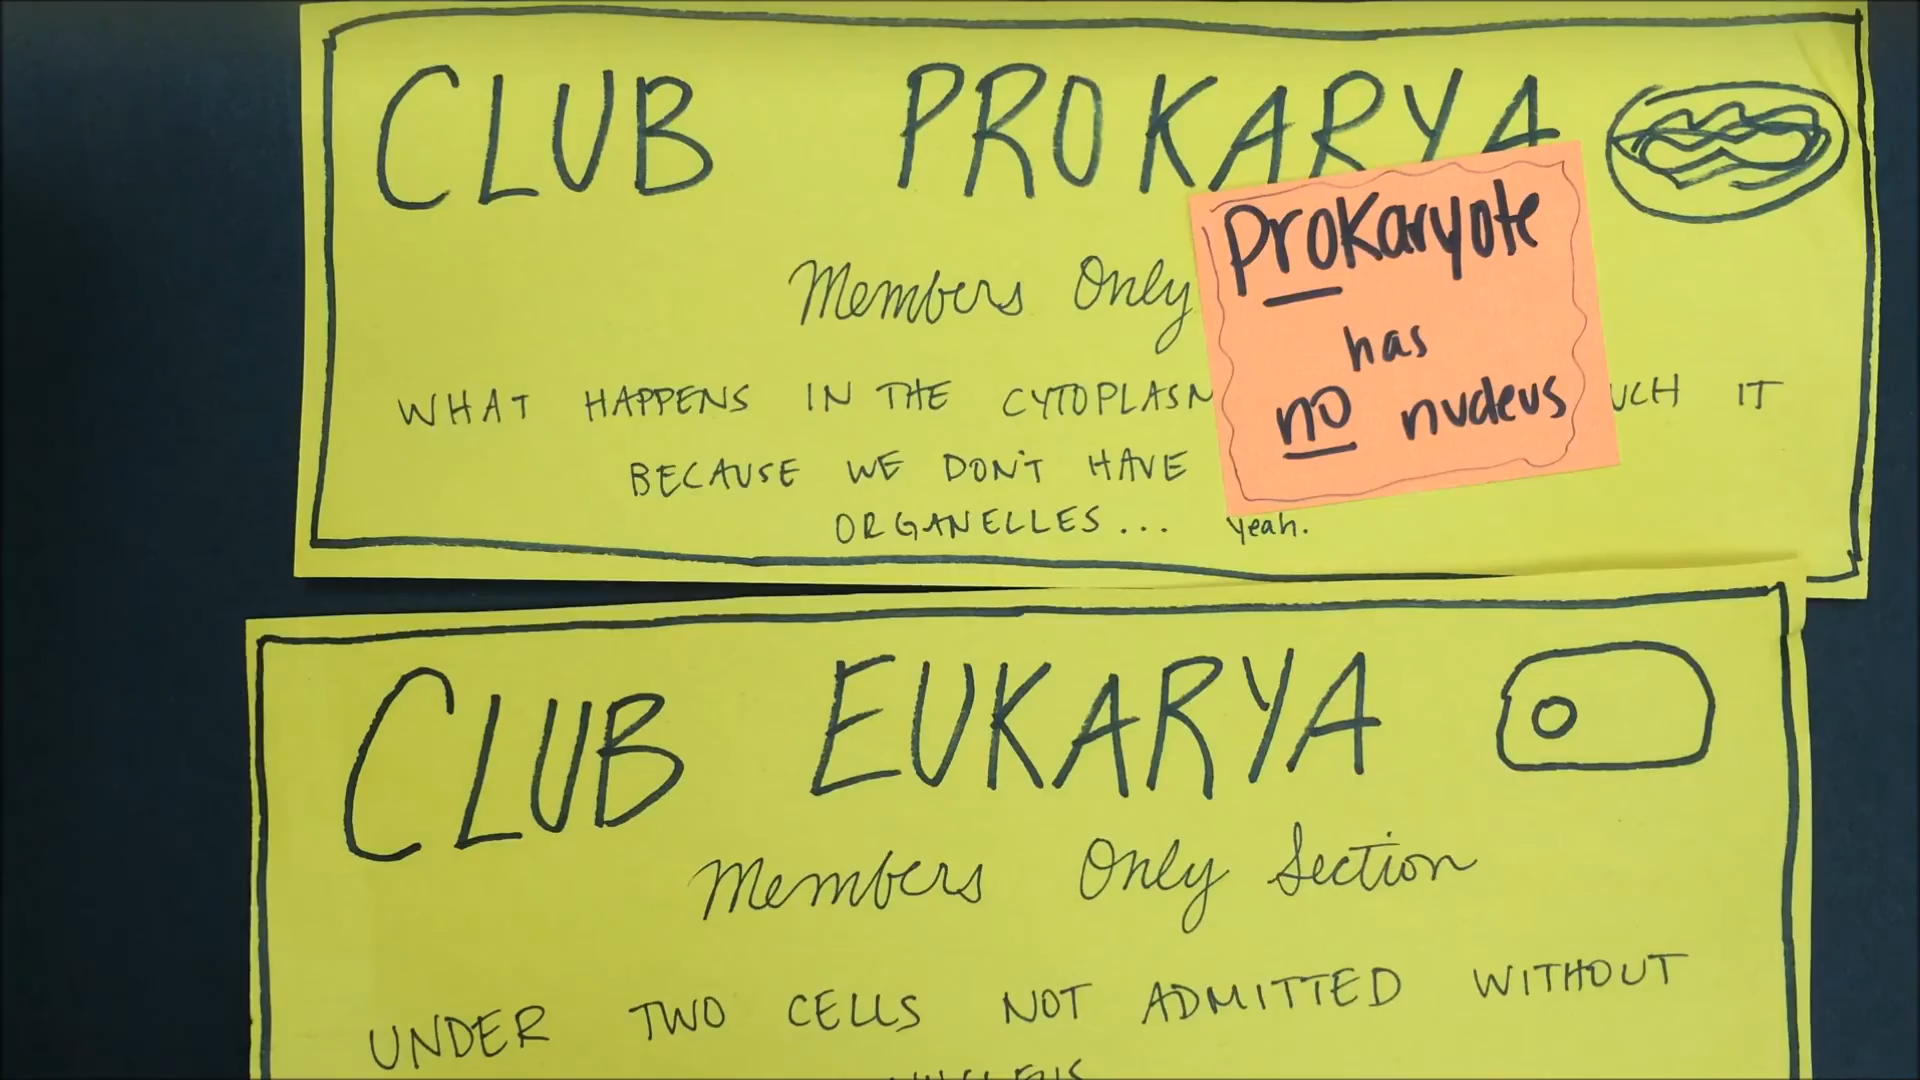 CLUB PROKARYA
Members Only
WHAT HAPPENS IN THE CYTOPLASM UCH IT
BECAUSE WE DON'T HAVE
ORGANELLES... yeah.
Prokaryote
has
no nucleus
CLUB EUKARYA
Members Only Section
UNDER TWO CELLS NOT ADMITTED WITHOUT